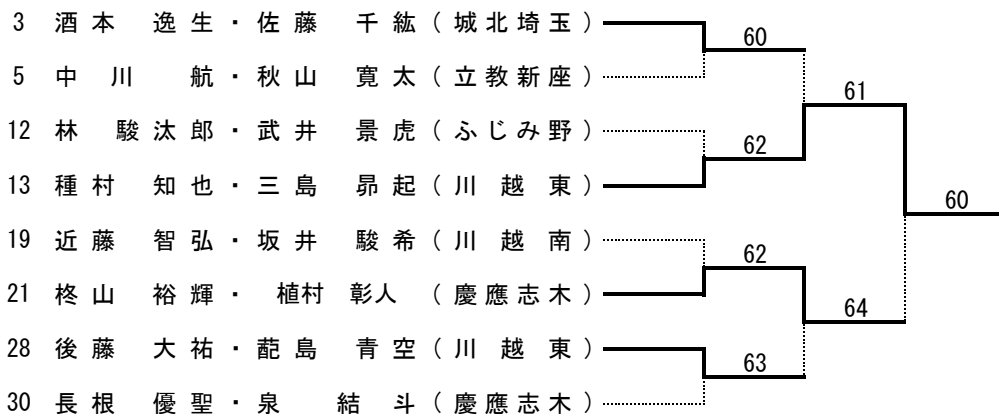 3 酒本 逸生・佐藤 千紘(城北埼玉)
60
5 中川 航・秋山 寛太(立教新座)
61
12 林 駿汰郎・武井 景虎(ふじみ野)
62
13 種村 知也・三島 昴起(川越東)
60
19 近藤 智弘・坂井 駿希(川越南)
62
21 柊山 裕輝・植村 彰人(慶應志木)
64
28 後藤 大祐・蓜島 青空(川越東)
63
30 長根 優聖・泉 結斗(慶應志木)